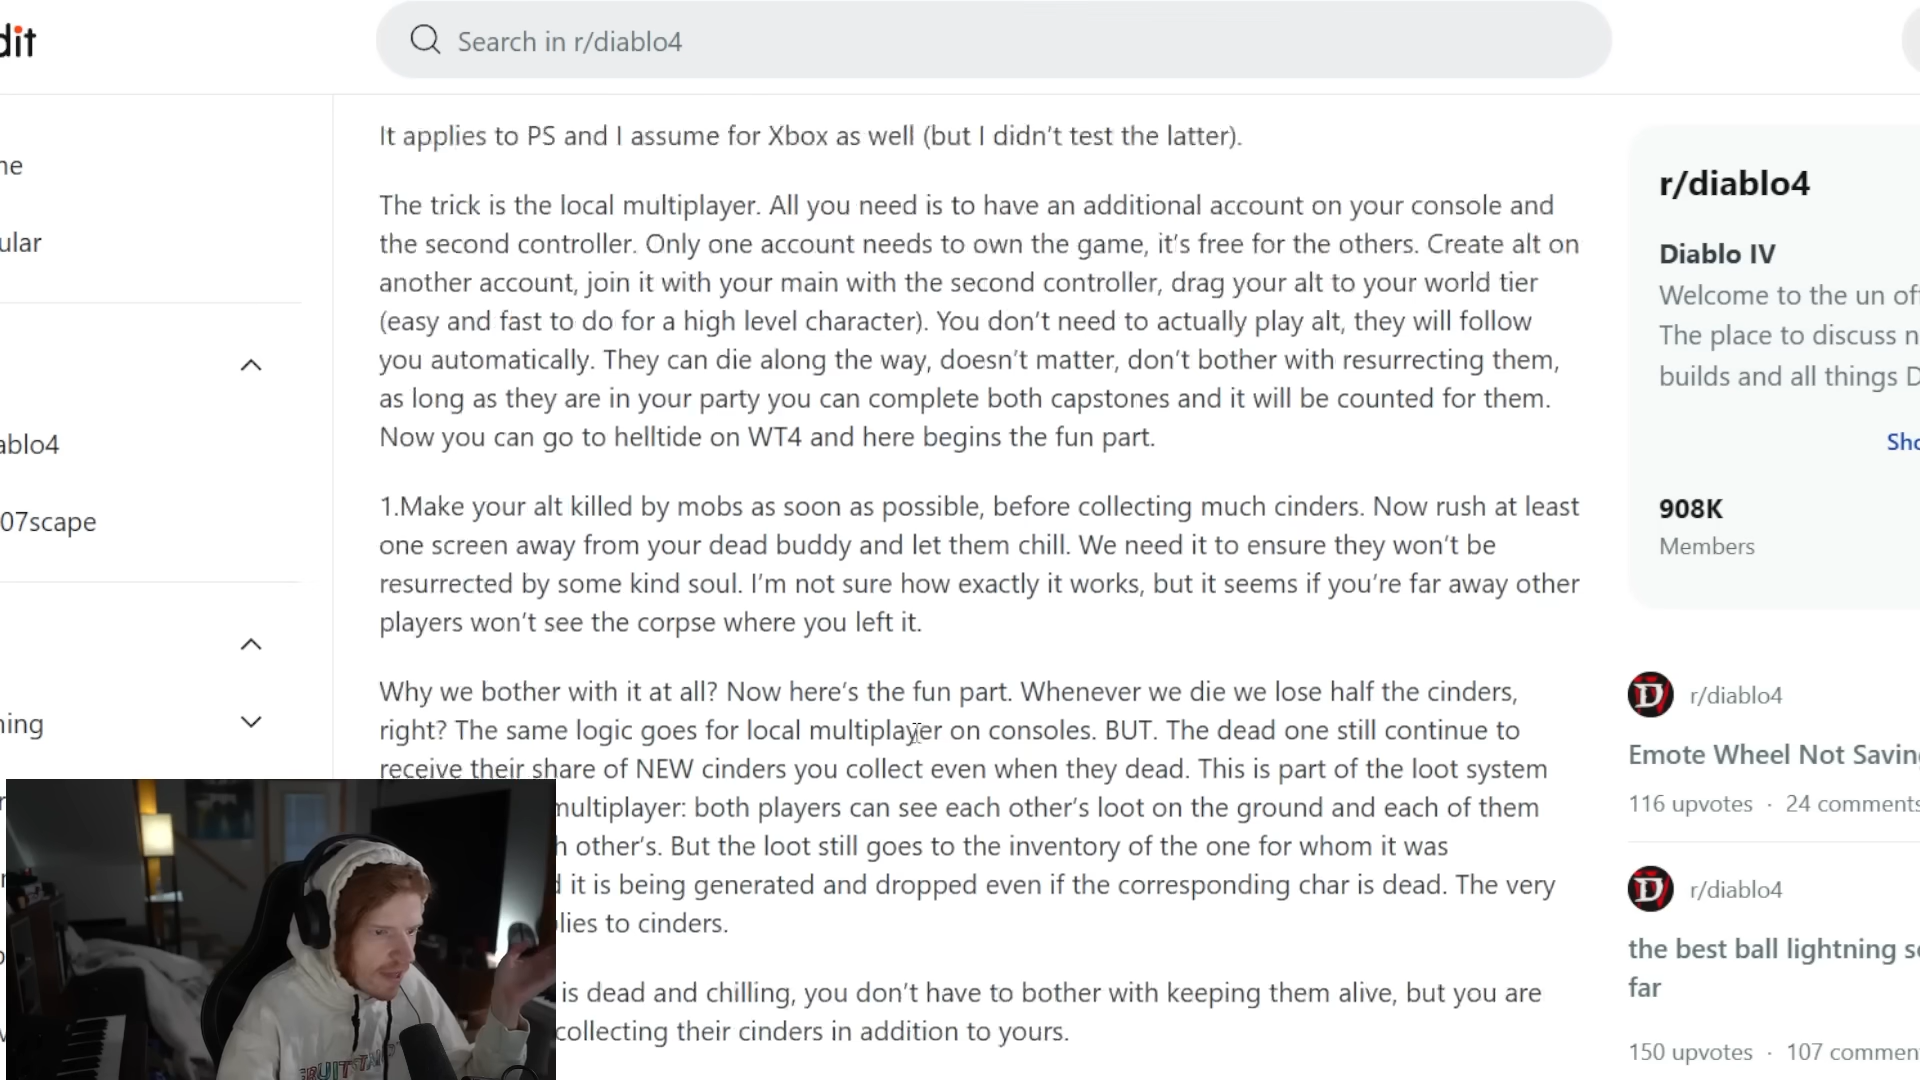 dit
Search in r/diablo4
It applies to PS and I assume for Xbox as well (but I didn't test the latter).
The trick is the local multiplayer. All you need is to have an additional account on your console and
the second controller. Only one account needs to own the game, it's free for the others. Create alt on
another account, join it with your main with the second controller, drag your alt to your world tier
(easy and fast to do for a high level character). You don't need to actually play alt, they will follow
you automatically. They can die along the way, doesn't matter, don't bother with resurrecting them,
as long as they are in your party you can complete both capstones and it will be counted for them.
Now you can go to helltide on WT4 and here begins the fun part.
1.Make your alt killed by mobs as soon as possible, before collecting much cinders. Now rush at least
one screen away from your dead buddy and let them chill. We need it to ensure they won't be
resurrected by some kind soul. I'm not sure how exactly it works, but it seems if you're far away other
players won't see the corpse where you left it.
Why we bother with it at all? Now here's the fun part. Whenever we die we lose half the cinders,
right? The same logic goes for local multiplayer on consoles. BUT. The dead one still continue to
receive their share of NEW cinders you collect even when they dead. This is part of the loot system
multiplayer: both players can see each other's loot on the ground and each of them
h other's. But the loot still goes to the inventory of the one for whom it was
d it is being generated and dropped even if the corresponding char is dead. The very
lies to cinders.
is dead and chilling, you don't have to bother with keeping them alive, but you are
collecting their cinders in addition to yours.
ne
ular
ablo4
07scape
ning
r/diablo4
Diablo IV
Welcome to the un of
The place to discuss n
builds and all things D
Sho
908K
Members
r/diablo4
Emote Wheel Not Saving
116 upvotes · 24 comments
r/diablo4
the best ball lightning s
far
150 upvotes · 107 commen